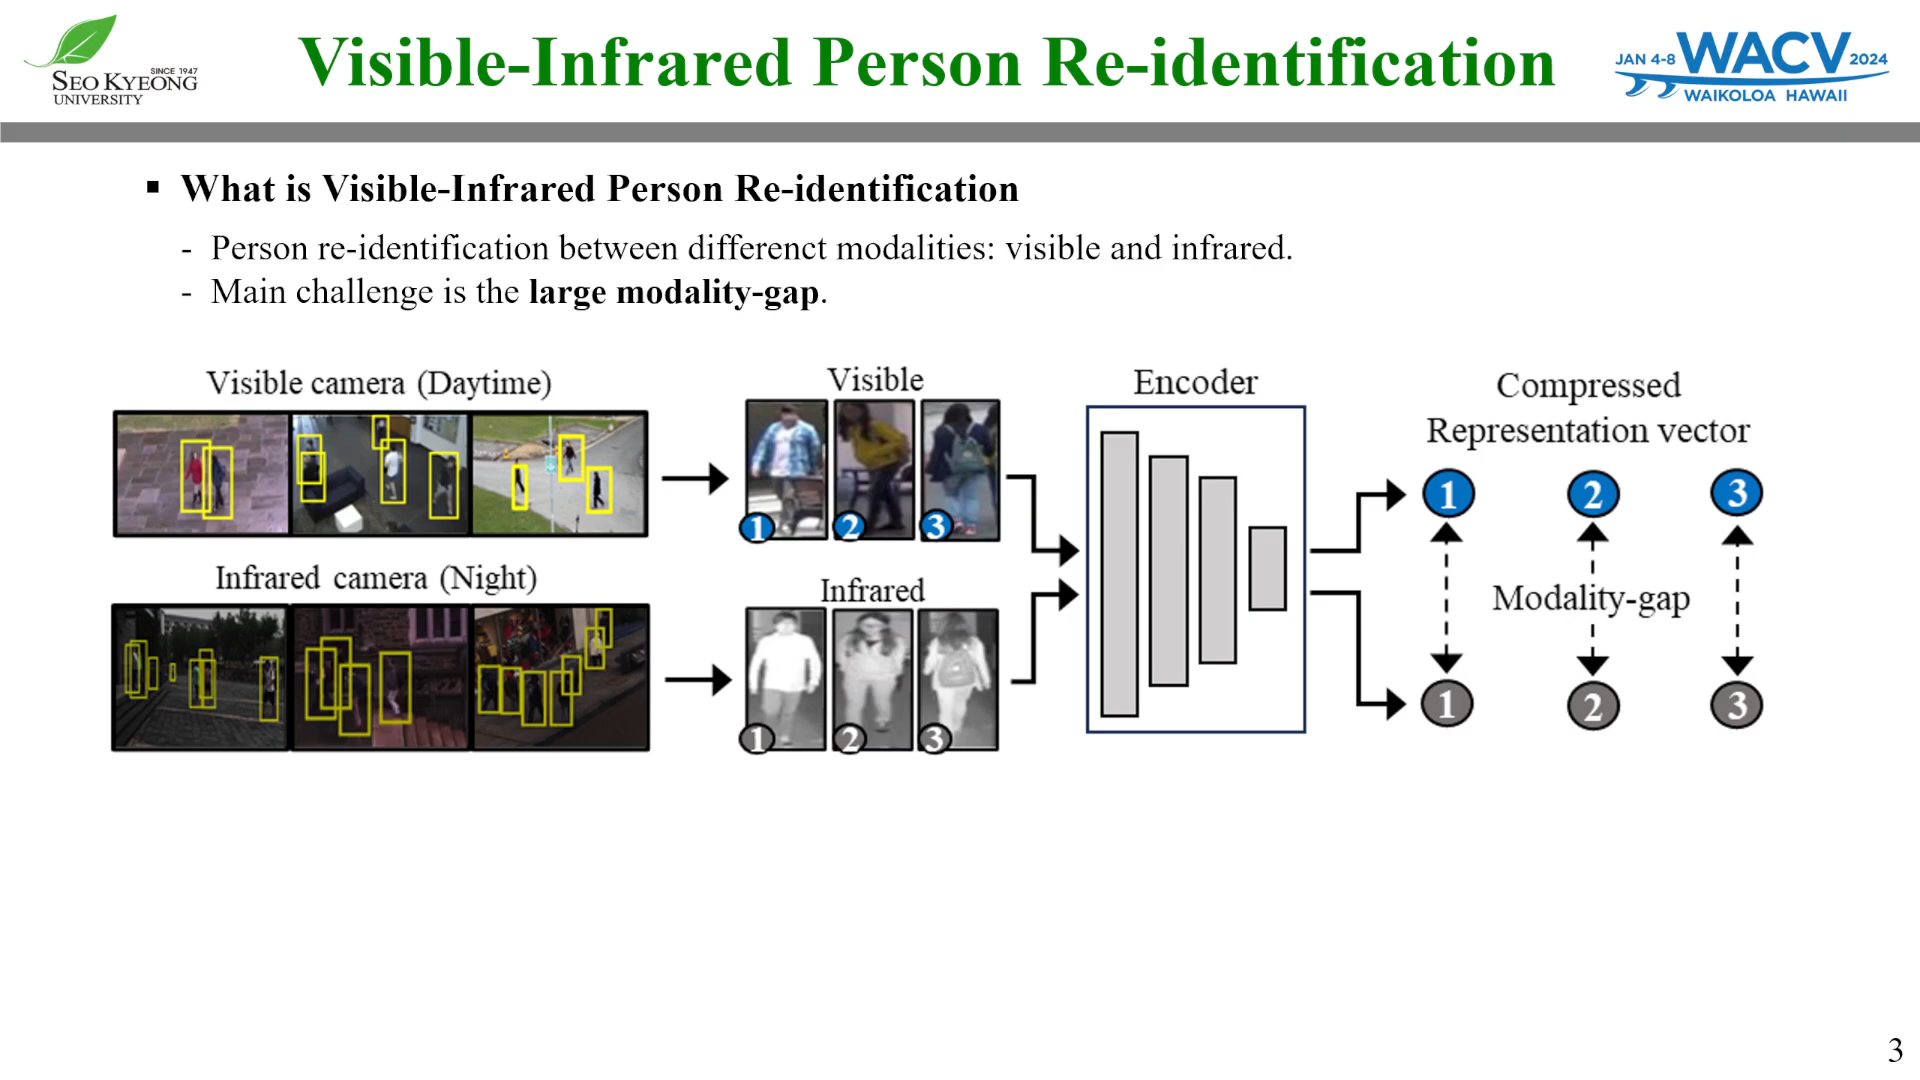 SINCE 1947
SEO KYEONG
UNIVERSITY
Visible-Infrared Person Re-identification
JAN 4-8 WACV 2024
WAIKOLOA HAWAII
▪ What is Visible-Infrared Person Re-identification
- Person re-identification between differenct modalities: visible and infrared.
- Main challenge is the large modality-gap.
Visible camera (Daytime)
Visible
1 2 3
Infrared camera (Night)
Infrared
1 2 3
Encoder
Compressed
Representation vector
1 2 3
Modality-gap
1 2 3
3